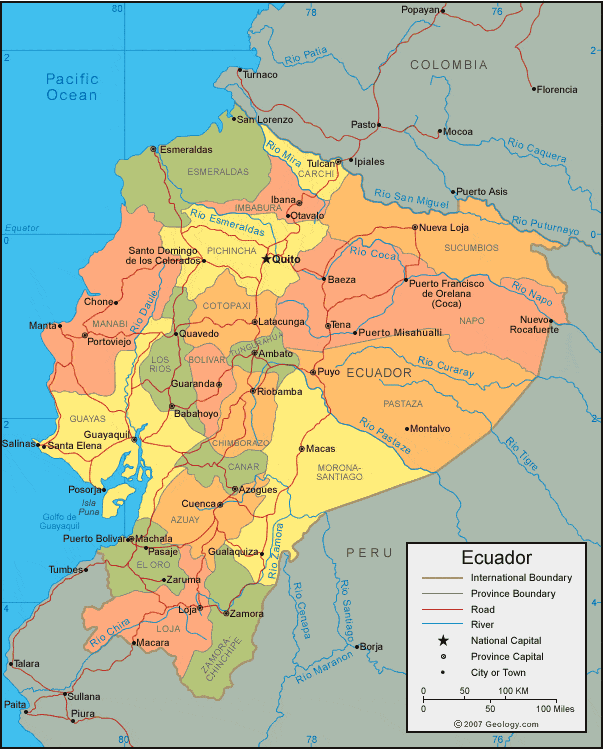 80
78
76
Popayan
2
2
Rio Patia
Pacific
Ocean
COLOMBIA
Tumaco
Florencia
San Lorenzo
Pasto
Mocoa
Esmeraldas
Rio Mira
Rio Caquera
Tulcan
Ipiales
ESMERALDAS
CARCHI
Puerto Asis
Rio San Miguel
Ibana
IMBABURA
Otavalo
Rio Esmeraldas
Rio Puturnayo
Equator
0
0
Nueva Loja
SUCUMBIOS
Santo Domingo
de los Colorados
PICHINCHA
Quito
Rio Coca
Baeza
Puerto Francisco
de Orelana
(Coca)
Rio Napo
Chone
Rio Daule
COTOPAXI
Manta
MANABI
Portoviejo
Latacunga
Tena
Puerto Misahualli
NAPO
Nuevo
Rocafuerte
Quavedo
TUNGURAHUA
LOS
RIOS
BOLIVAR
Ambato
Guaranda
Puyo
ECUADOR
Rio Curaray
Riobamba
PASTAZA
Babahoyo
GUAYAS
2
2
Rio Pastaze
Montalvo
Rio Tigre
Guayaquil
CHIMBORAZO
Salinas
Santa Elena
Macas
CANAR
MORONA-
SANTIAGO
Posorja
Isla
Puna
Azogues
Cuenca
AZUAY
Golfo de
Guayaquil
Puerto Bolivar
Machala
Pasaje
Gualaquiza
Rio Zamora
PERU
Tumbes
EL ORO
Zaruma
4
4
Loja
Zamora
Rio Cenapa
Rio Santiago
Rio Chira
LOJA
Macara
ZAMORA-
CHINCHIPE
Borja
Rio Maranon
Talara
Sullana
Paita
Piura
80
78
76
Ecuador
International Boundary
Province Boundary
Road
River
National Capital
Province Capital
City or Town
0 50 100 KM
0 50 100 Miles
© 2007 Geology.com